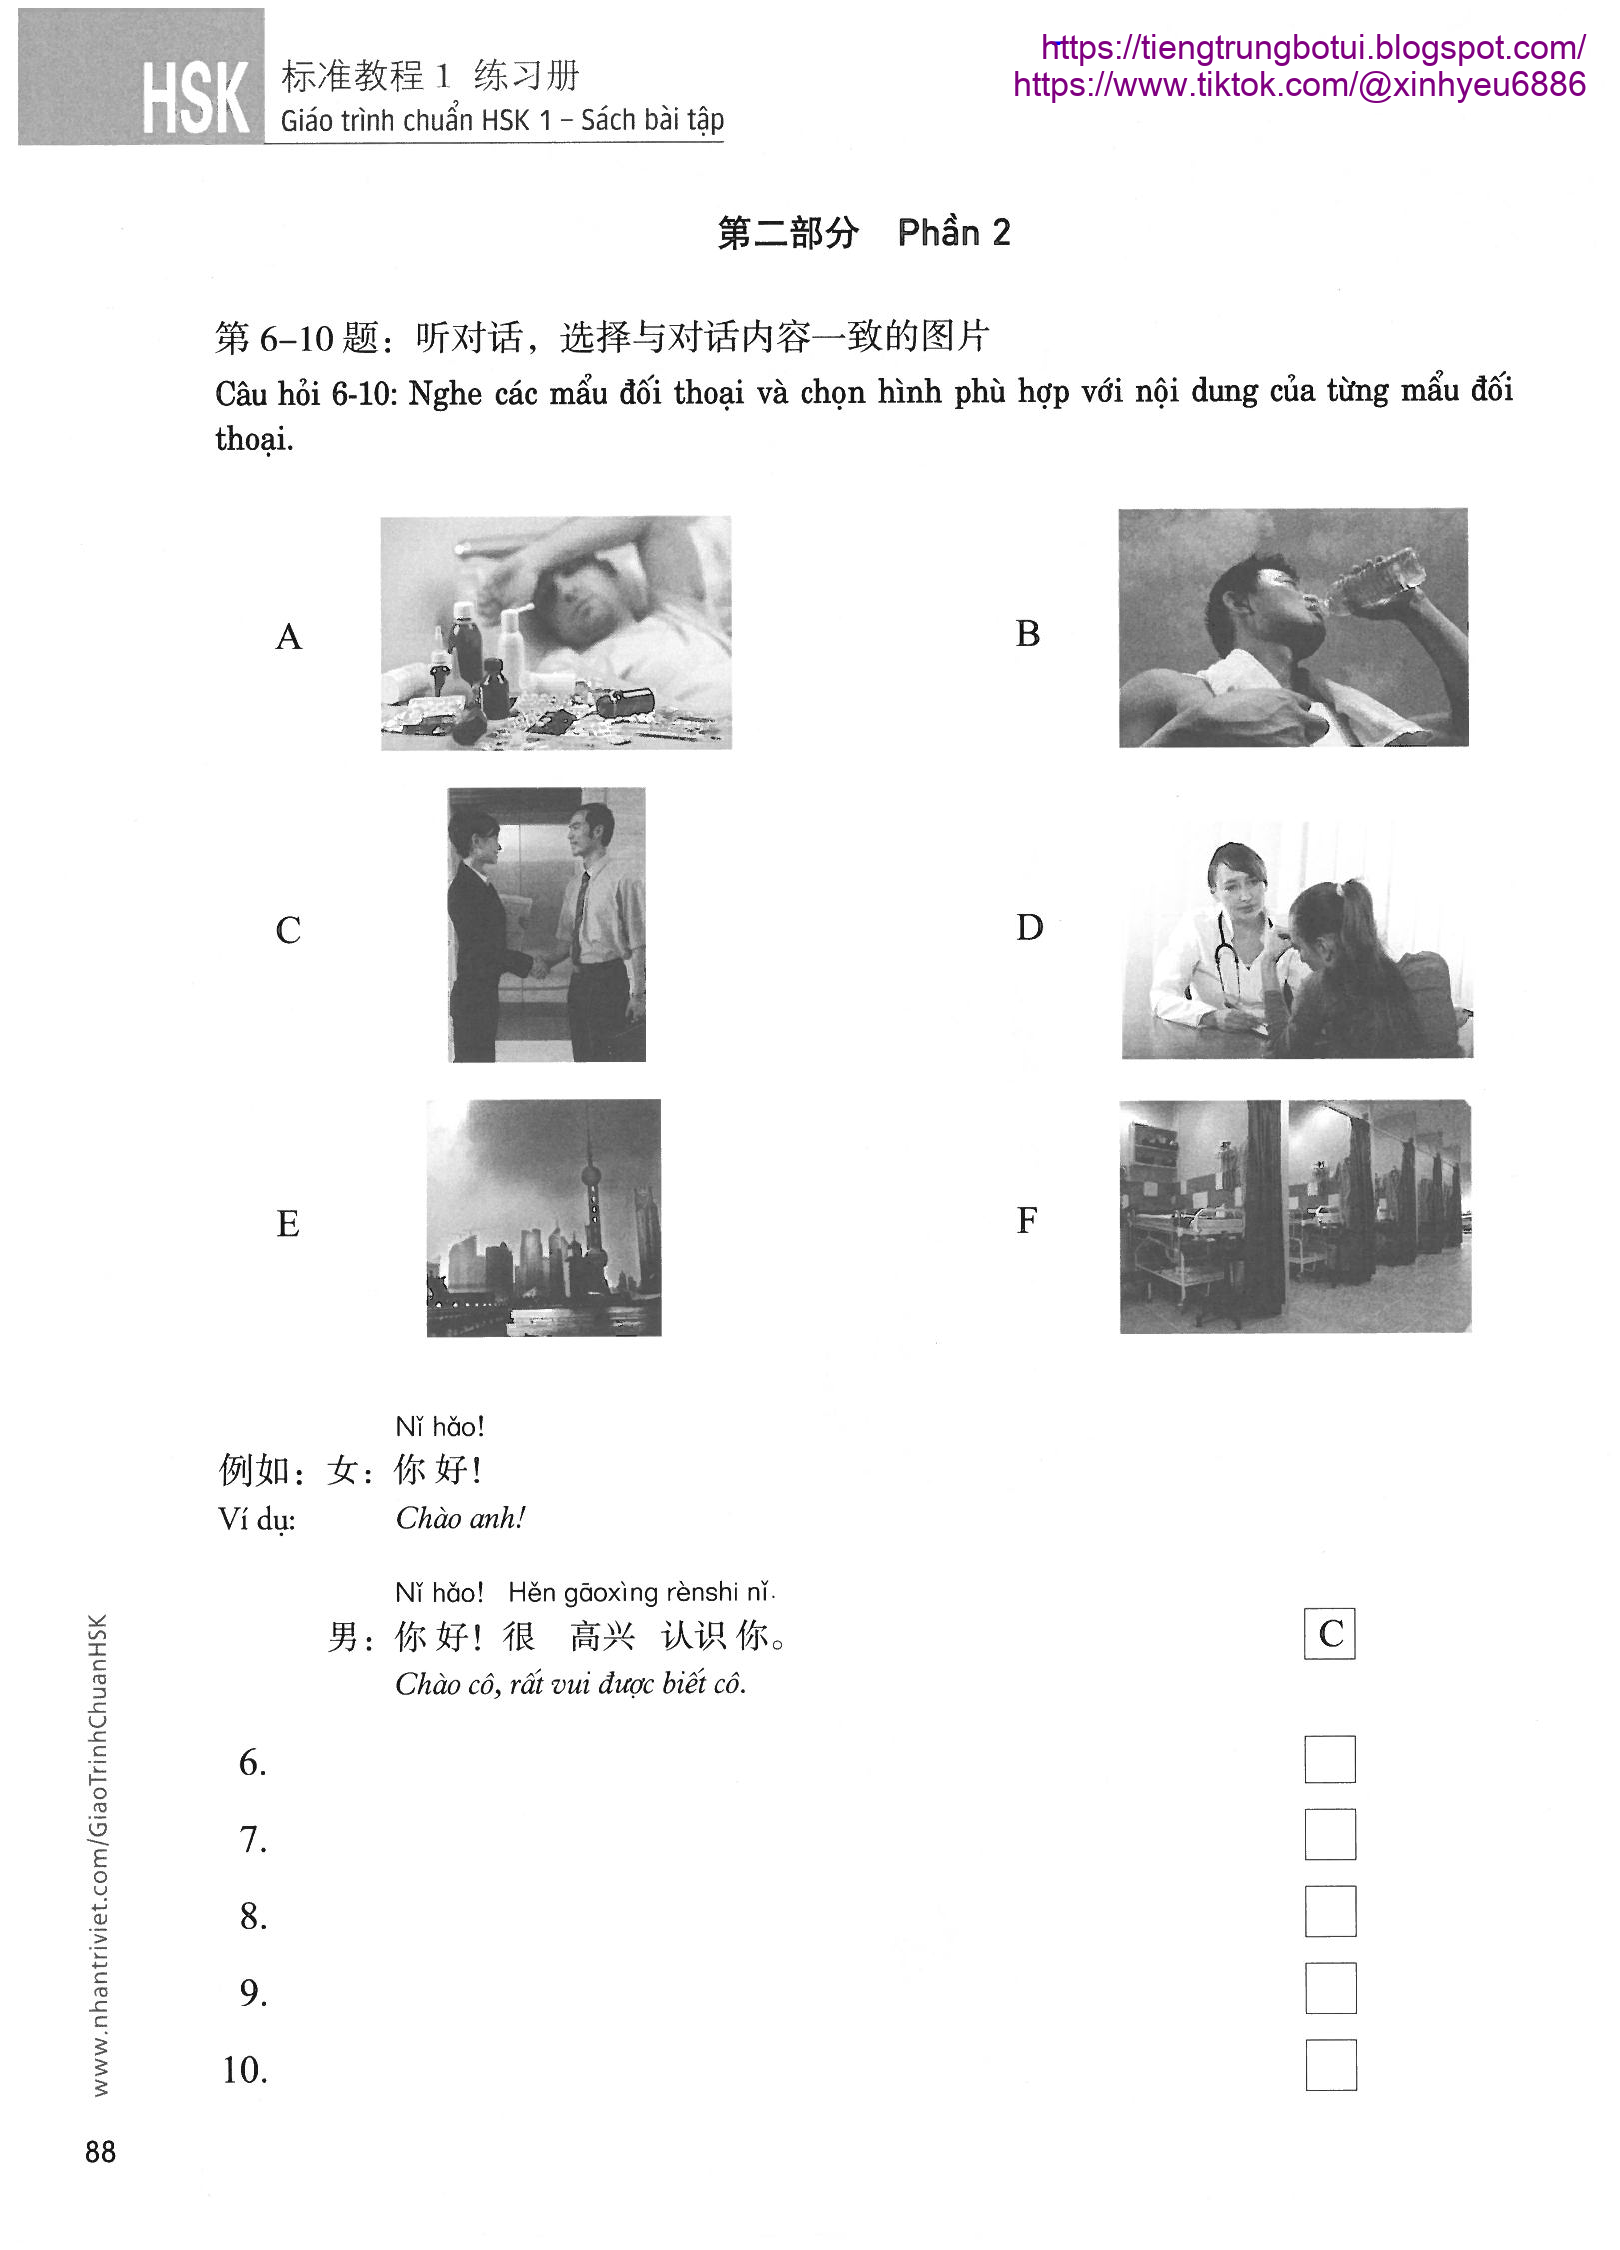 https://tiengtrungbotui.blogspot.com/
https://www.tiktok.com/@xinhyeu6886
HSK
标准教程 1 练习册
Giáo trình chuẩn HSK 1 – Sách bài tập
第二部分 Phần 2
第 6–10 题：听对话，选择与对话内容一致的图片
Câu hỏi 6-10: Nghe các mẩu đối thoại và chọn hình phù hợp với nội dung của từng mẩu đối
thoại.
A
B
C
D
E
F
Nǐ hǎo!
例如：女：你好！
Ví dụ: Chào anh!
Nǐ hǎo! Hěn gāoxìng rènshi nǐ.
男：你好！很 高兴 认识你。
C
Chào cô, rất vui được biết cô.
6.
7.
8.
9.
10.
www.nhantriviet.com/GiaoTrinhChuanHSK
88